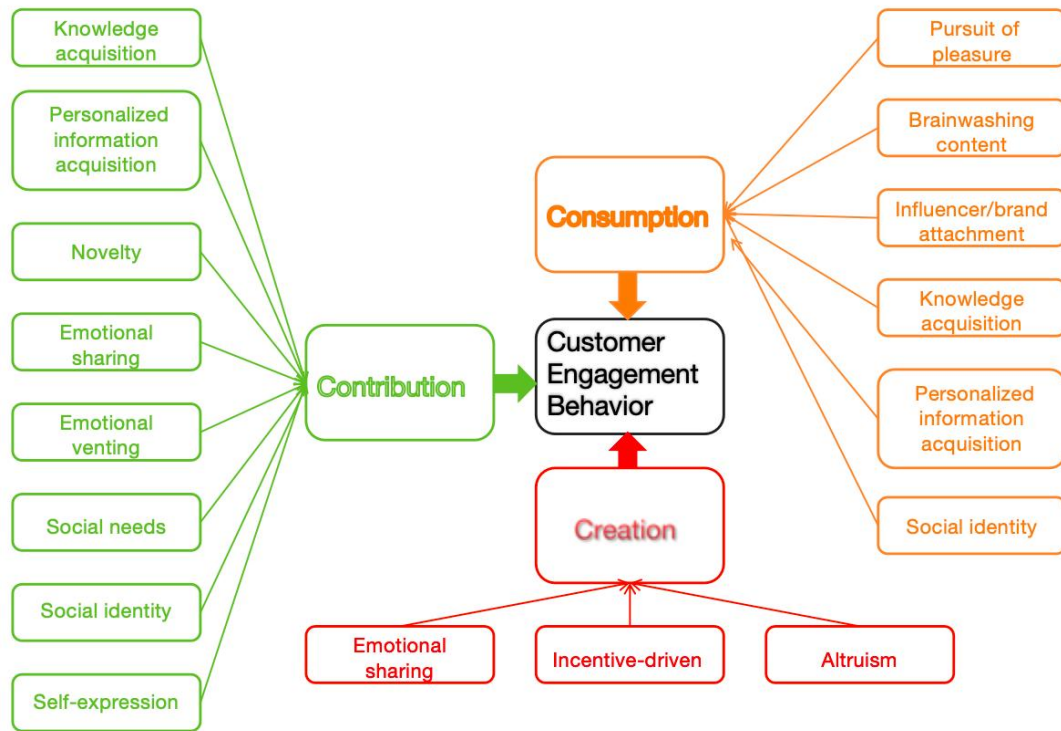 Knowledge
acquisition
Personalized
information
acquisition
Novelty
Emotional
sharing
Emotional
venting
Social needs
Social identity
Self-expression
Contribution
Consumption
Customer
Engagement
Behavior
Creation
Emotional
sharing
Incentive-driven
Altruism
Pursuit of
pleasure
Brainwashing
content
Influencer/brand
attachment
Knowledge
acquisition
Personalized
information
acquisition
Social identity